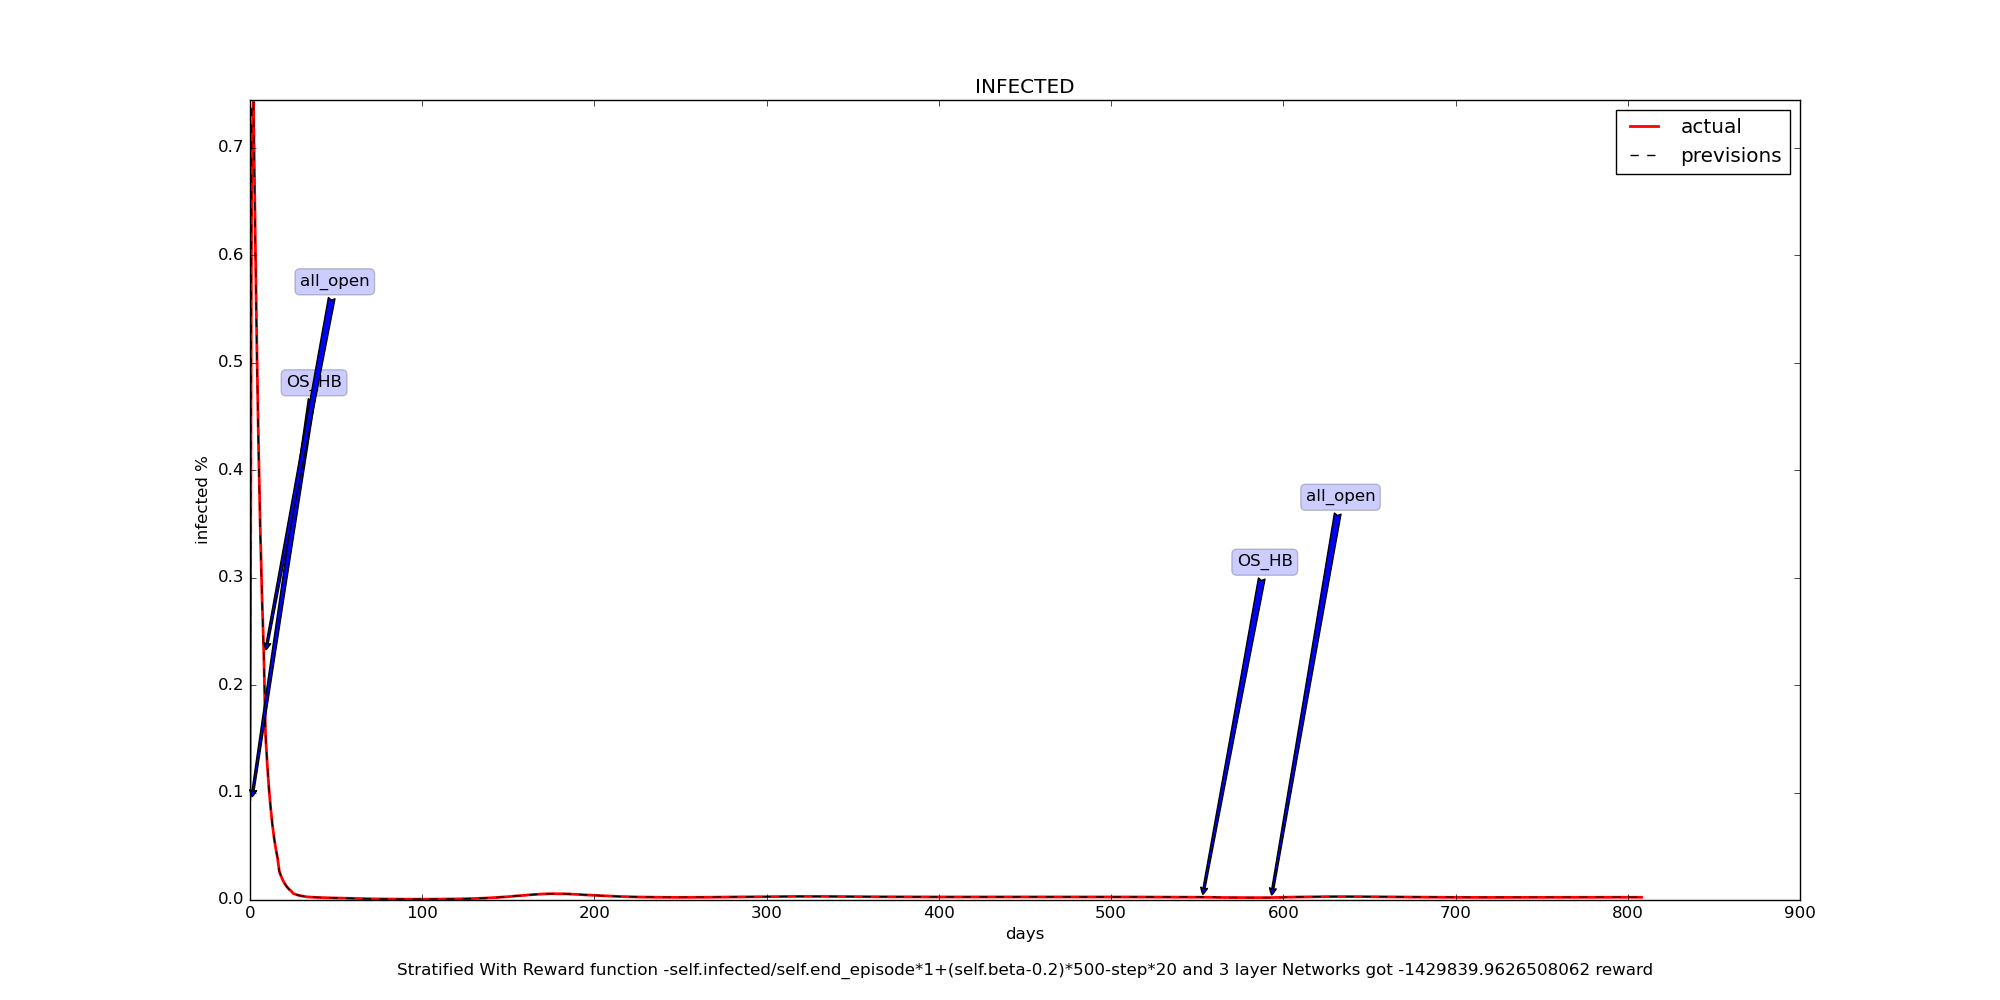 INFECTED
actual
previsions
0.7
0.6
0.5
0.4
0.3
0.2
0.1
0.0
infected %
all_open
OS_HB
all_open
OS_HB
0 100 200 300 400 500 600 700 800 900
days
Stratified With Reward function -self.infected/self.end_episode*1+(self.beta-0.2)*500-step*20 and 3 layer Networks got -1429839.9626508062 reward